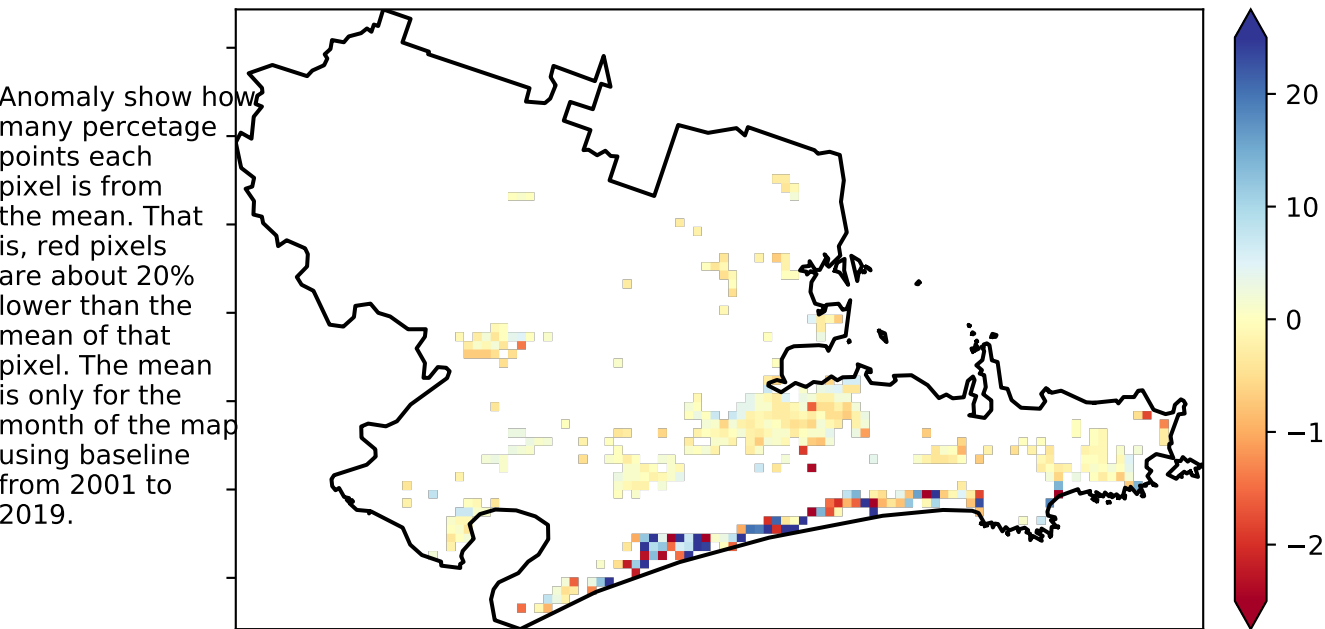 Anomaly show how
many percetage
points each
pixel is from
the mean. That
is, red pixels
are about 20%
lower than the
mean of that
pixel. The mean
is only for the
month of the map
using baseline
from 2001 to
2019.
20
10
0
−1
−2